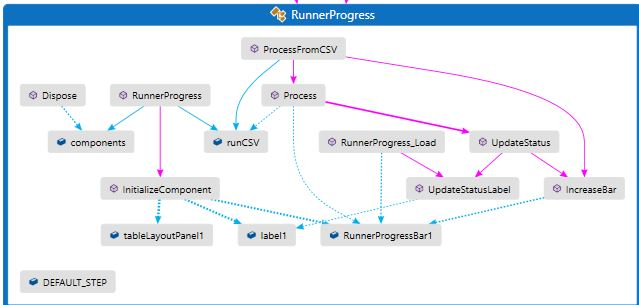 RunnerProgress
ProcessFromCSV
Dispose
RunnerProgress
Process
components
runCSV
RunnerProgress_Load
UpdateStatus
InitializeComponent
UpdateStatusLabel
IncreaseBar
tableLayoutPanel1
label1
RunnerProgressBar1
DEFAULT_STEP